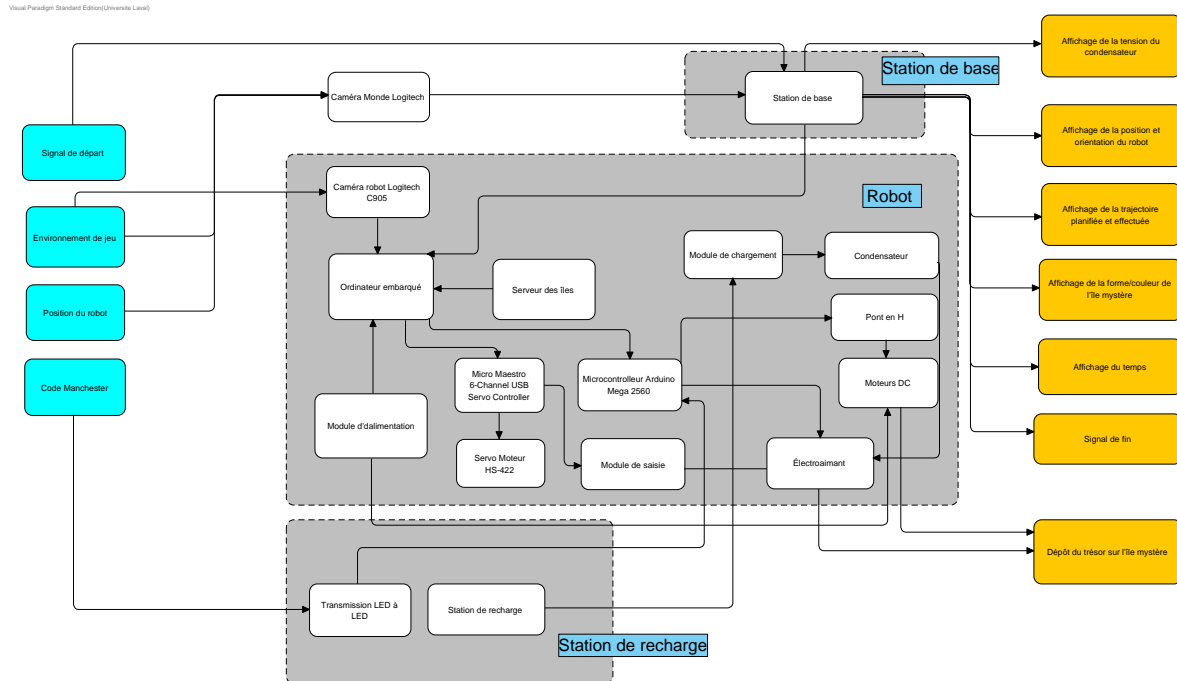 Visual Paradigm Standard Edition(Universite Laval)
Signal de départ
Environnement de jeu
Position du robot
Code Manchester
Caméra Monde Logitech
Station de base
Station de base
Robot
Caméra robot Logitech
C905
Ordinateur embarqué
Serveur des îles
Module de chargement
Condensateur
Pont en H
Moteurs DC
Micro Maestro
6-Channel USB
Servo Controller
Microcontrolleur Arduino
Mega 2560
Module d'dalimentation
Servo Moteur
HS-422
Module de saisie
Électroaimant
Transmission LED à
LED
Station de recharge
Station de recharge
Affichage de la tension du
condensateur
Affichage de la position et
orientation du robot
Affichage de la trajectoire
planifiée et effectuée
Affichage de la forme/couleur de
l'île mystère
Affichage du temps
Signal de fin
Dépôt du trésor sur l'île mystère